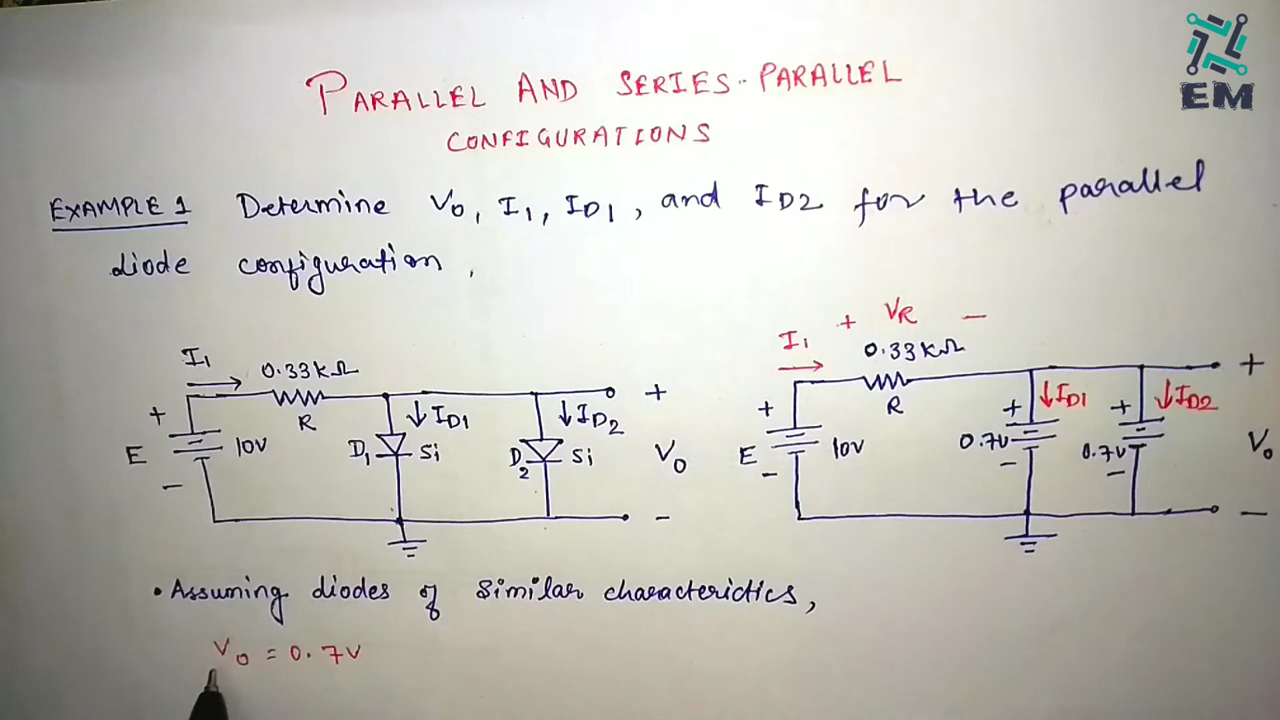 EM
PARALLEL AND SERIES-PARALLEL
CONFIGURATIONS
EXAMPLE 1 Determine Vo, I1, ID1, and ID2 for the parallel
diode configuration.
I1
0.33kΩ
R
+
E
10V
-
ID1
D1
Si
ID2
D2
Si
+
Vo
-
I1
+ VR -
0.33kΩ
R
+
E
10V
-
+
0.7V
-
ID1
+
0.7V
-
ID2
+
Vo
-
• Assuming diodes of similar characterictics,
Vo = 0.7V